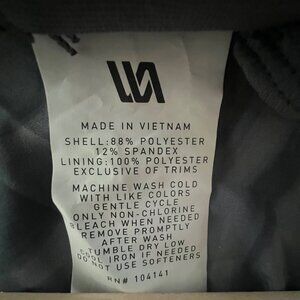 MADE IN VIETNAM
SHELL:88% POLYESTER
12% SPANDEX
LINING:100% POLYESTER
EXCLUSIVE OF TRIMS
MACHINE WASH COLD
WITH LIKE COLORS
GENTLE CYCLE
ONLY NON-CHLORINE
BLEACH WHEN NEEDED
REMOVE PROMPTLY
AFTER WASH
TUMBLE DRY LOW
COOL IRON IF NEEDED
DO NOT USE SOFTENERS
RN# 104141